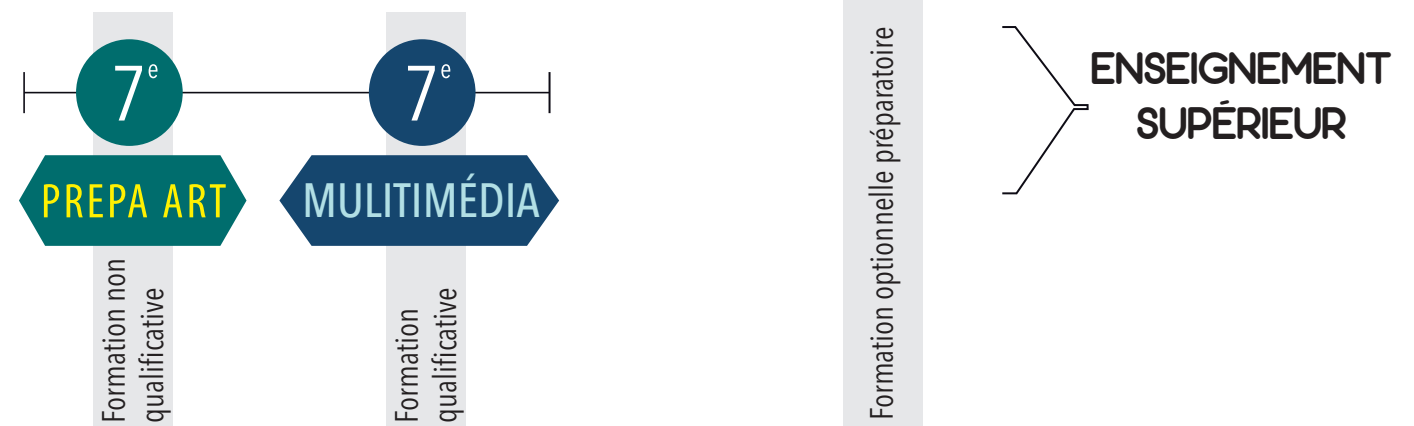 7e
PREPA ART
Formation non
qualificative
7e
MULITIMÉDIA
Formation
qualificative
Formation optionnelle préparatoire
ENSEIGNEMENT
SUPÉRIEUR